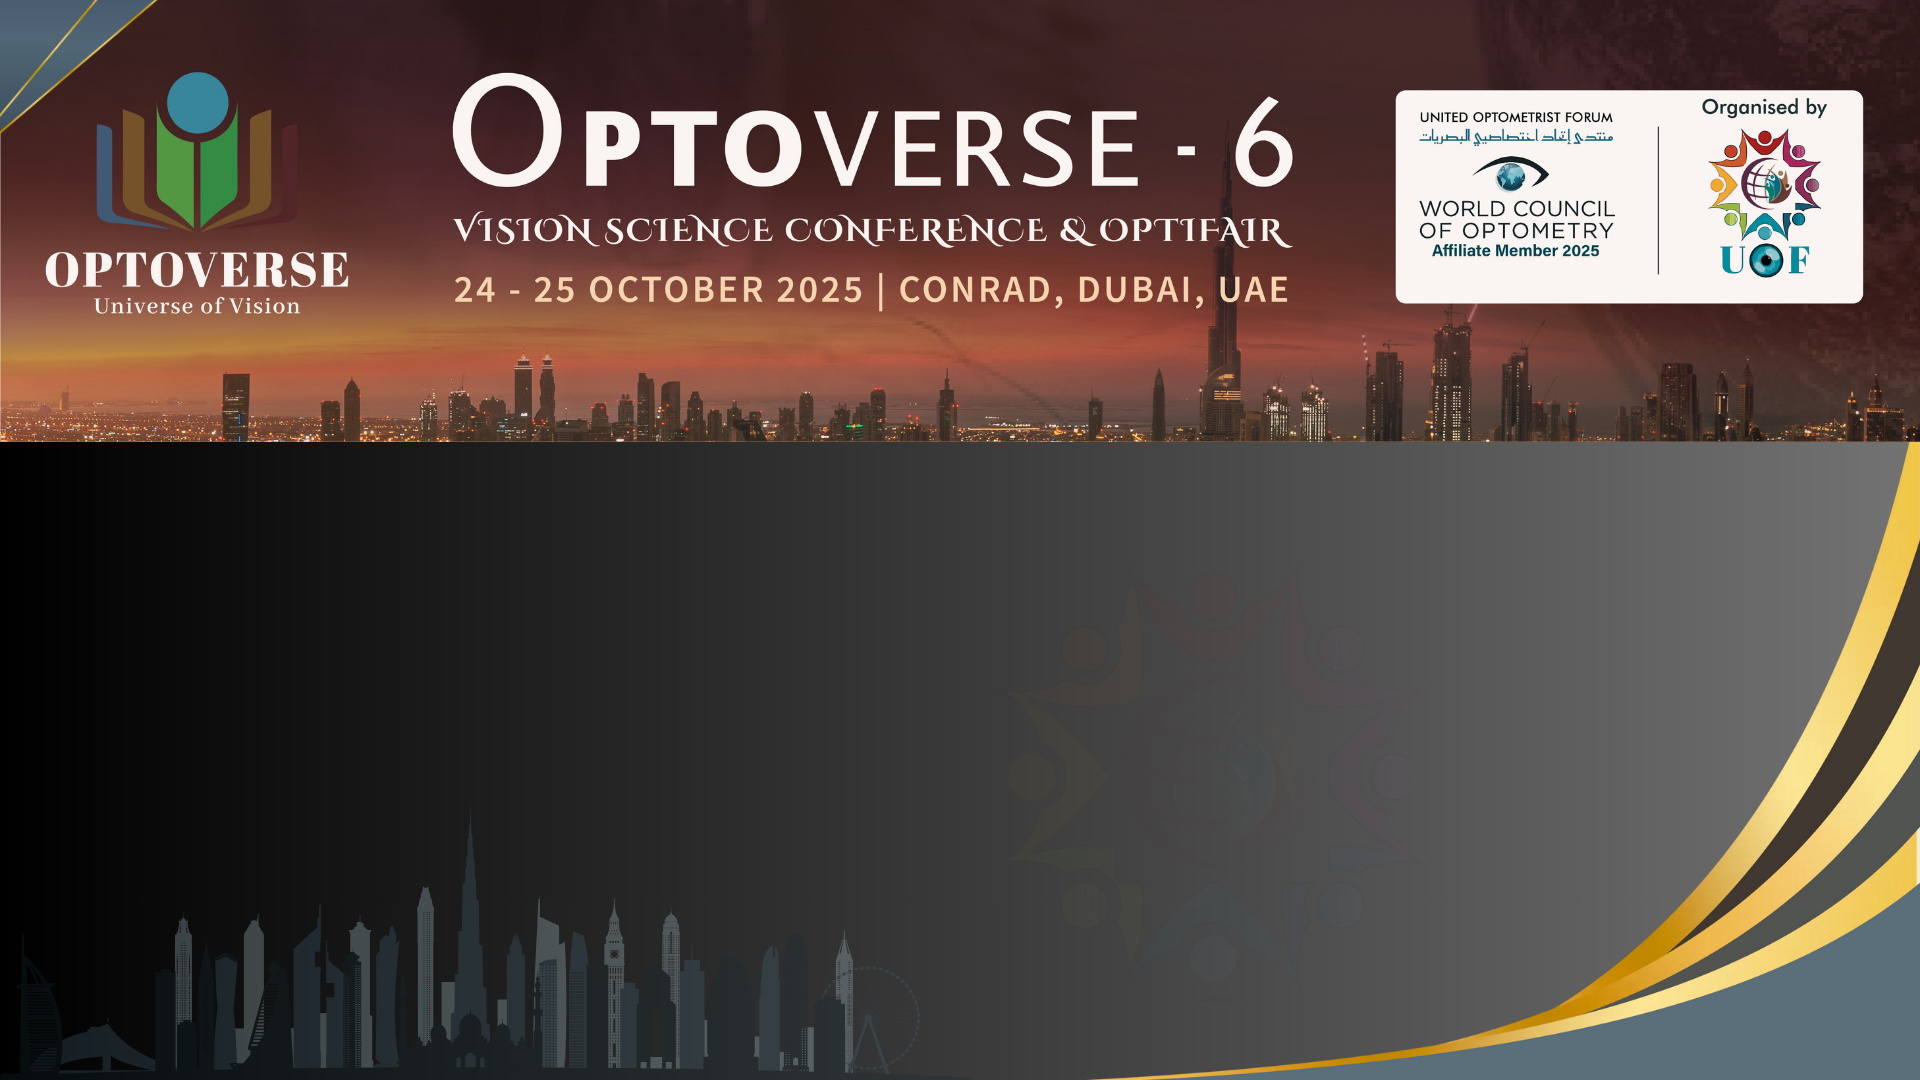 OPTOVERSE
Universe of Vision
OPTOVERSE - 6
VISION SCIENCE CONFERENCE & OPTIFAIR
24 - 25 OCTOBER 2025 | CONRAD, DUBAI, UAE
UNITED OPTOMETRIST FORUM
منتدى إتحاد اختصاصيي البصريات
WORLD COUNCIL
OF OPTOMETRY
Affiliate Member 2025
Organised by
UOF